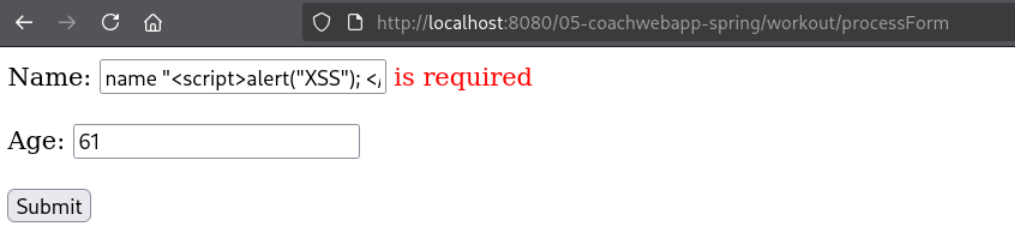 http://localhost:8080/05-coachwebapp-spring/workout/processForm
Name: name "<script>alert("XSS"); </ is required
Age: 61
Submit